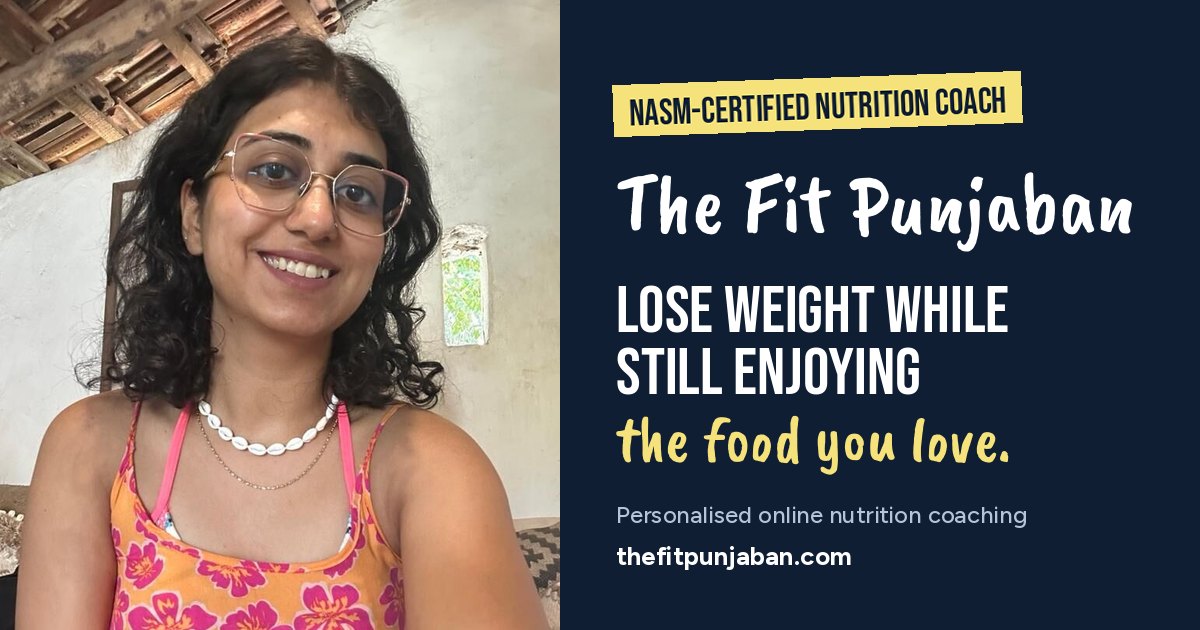 NASM-CERTIFIED NUTRITION COACH
The Fit Punjaban
LOSE WEIGHT WHILE
STILL ENJOYING
the food you love.
Personalised online nutrition coaching
thefitpunjaban.com